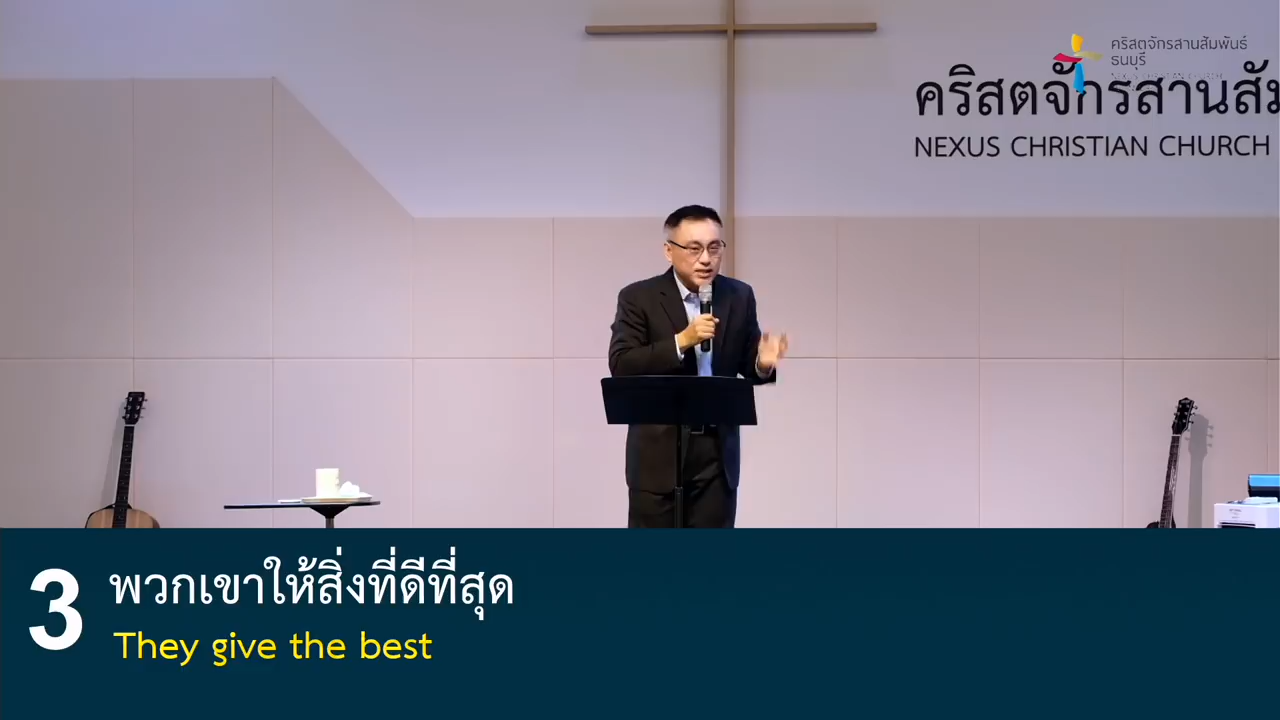 คริสตจักรสานสัมพันธ์
ธนบุรี
คริสตจักรสานสั
NEXUS CHRISTIAN CHURCH
3
พวกเขาให้สิ่งที่ดีที่สุด
They give the best